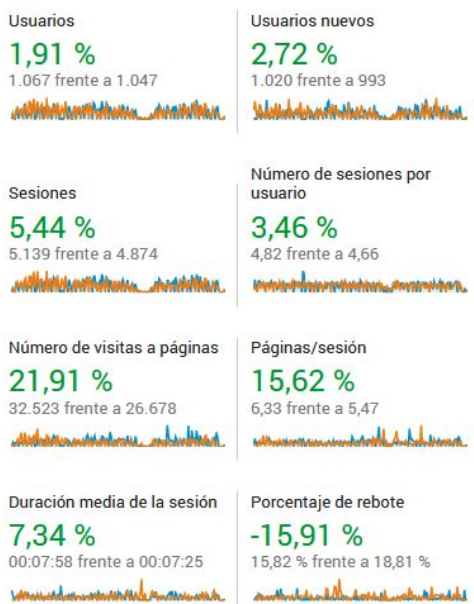 Usuarios
1,91 %
1.067 frente a 1.047
Usuarios nuevos
2,72 %
1.020 frente a 993
Sesiones
5,44 %
5.139 frente a 4.874
Número de sesiones por
usuario
3,46 %
4,82 frente a 4,66
Número de visitas a páginas
21,91 %
32.523 frente a 26.678
Páginas/sesión
15,62 %
6,33 frente a 5,47
Duración media de la sesión
7,34 %
00:07:58 frente a 00:07:25
Porcentaje de rebote
-15,91 %
15,82 % frente a 18,81 %